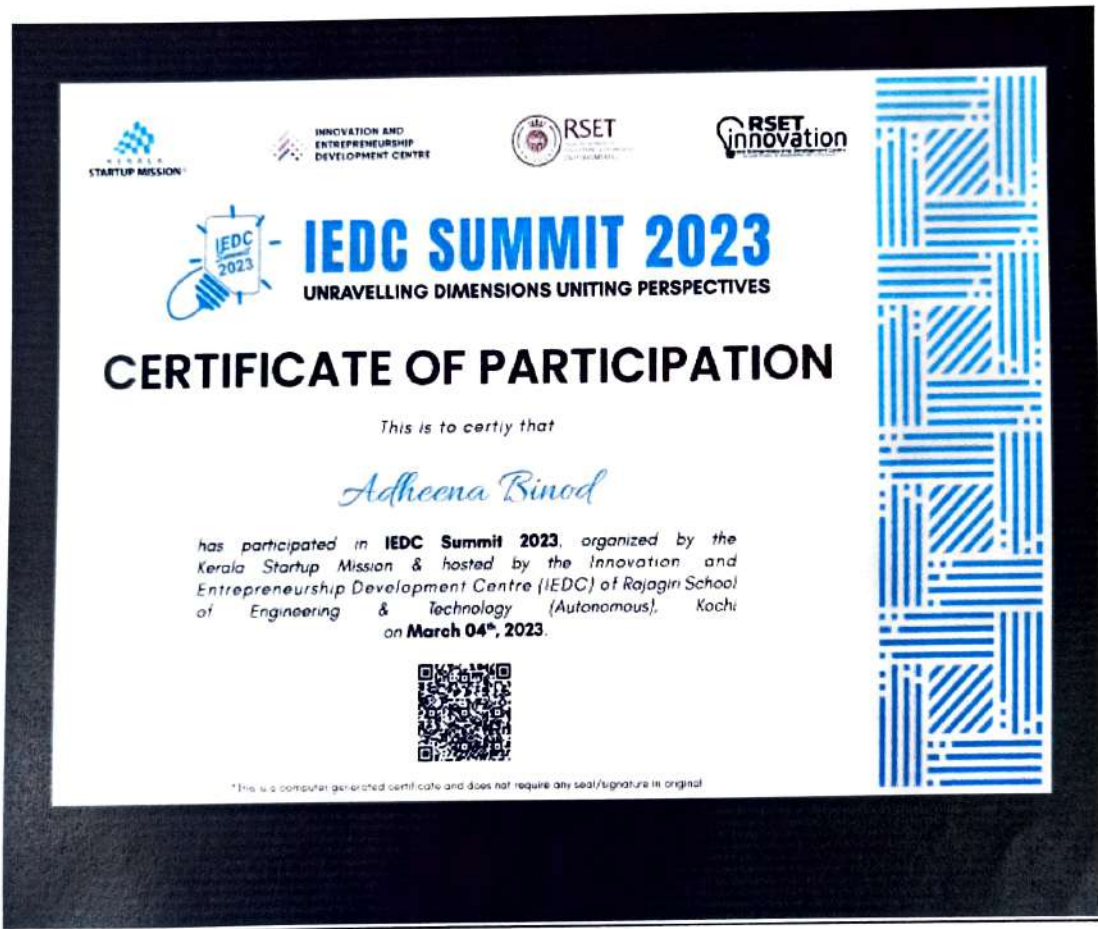 KERALA
STARTUP MISSION
INNOVATION AND
ENTREPRENEURSHIP
DEVELOPMENT CENTRE
RSET
RSET
innovation
IEDC
Summit
2023
IEDC SUMMIT 2023
UNRAVELLING DIMENSIONS UNITING PERSPECTIVES
CERTIFICATE OF PARTICIPATION
This is to certiy that
Adheena Binod
has participated in IEDC Summit 2023, organized by the
Kerala Startup Mission & hosted by the Innovation and
Entrepreneurship Development Centre (IEDC) of Rajagiri School
of Engineering & Technology (Autonomous), Kochi
on March 04th, 2023.
*This is a computer generated certificate and does not require any seal/signature in original